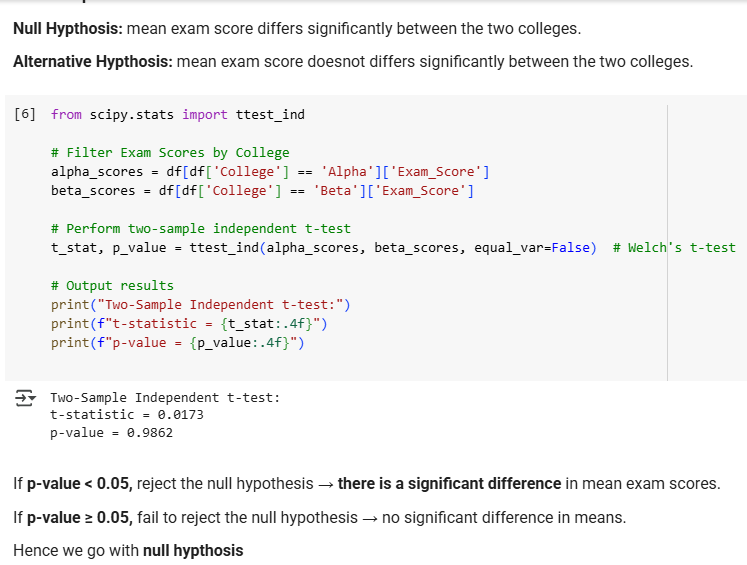 Null Hypthosis: mean exam score differs significantly between the two colleges.
Alternative Hypthosis: mean exam score doesnot differs significantly between the two colleges.
[6] from scipy.stats import ttest_ind
# Filter Exam Scores by College
alpha_scores = df[df['College'] == 'Alpha']['Exam_Score']
beta_scores = df[df['College'] == 'Beta']['Exam_Score']
# Perform two-sample independent t-test
t_stat, p_value = ttest_ind(alpha_scores, beta_scores, equal_var=False)  # Welch's t-test
# Output results
print("Two-Sample Independent t-test:")
print(f"t-statistic = {t_stat:.4f}")
print(f"p-value = {p_value:.4f}")
Two-Sample Independent t-test:
t-statistic = 0.0173
p-value = 0.9862
If p-value < 0.05, reject the null hypothesis → there is a significant difference in mean exam scores.
If p-value ≥ 0.05, fail to reject the null hypothesis → no significant difference in means.
Hence we go with null hypthosis